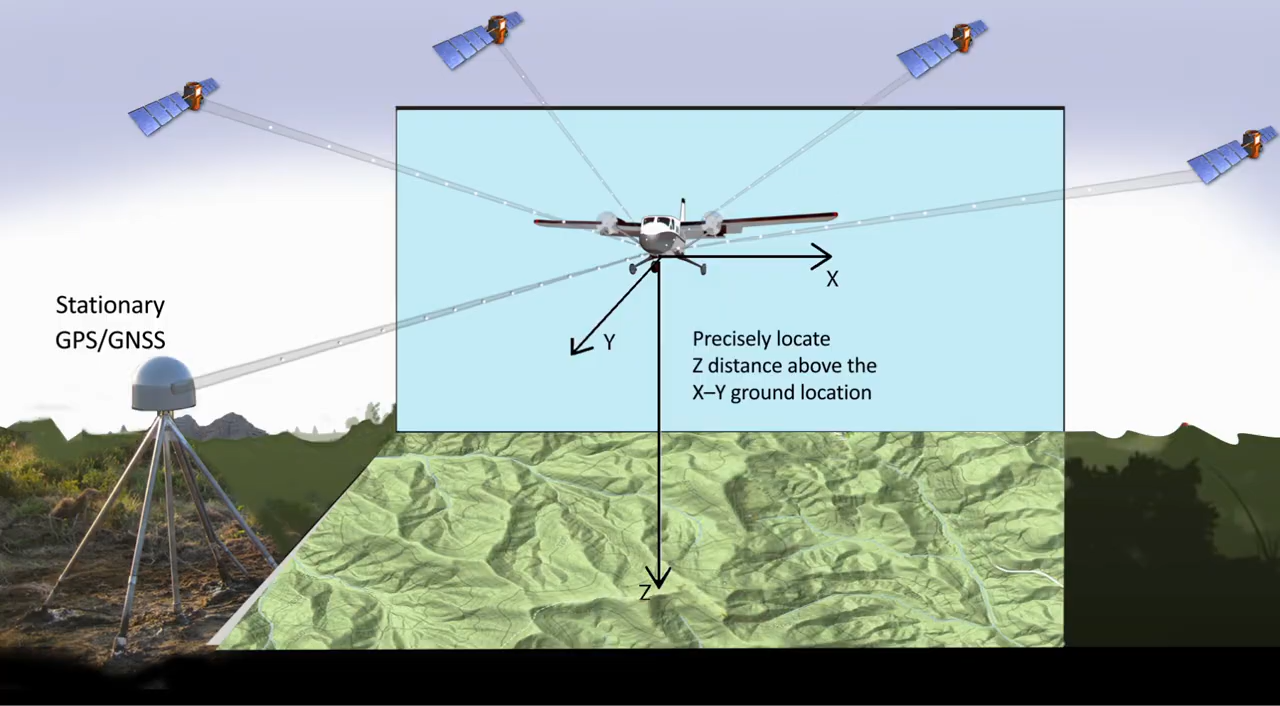 Stationary
GPS/GNSS
X
Y
Precisely locate
Z distance above the
X–Y ground location
Z